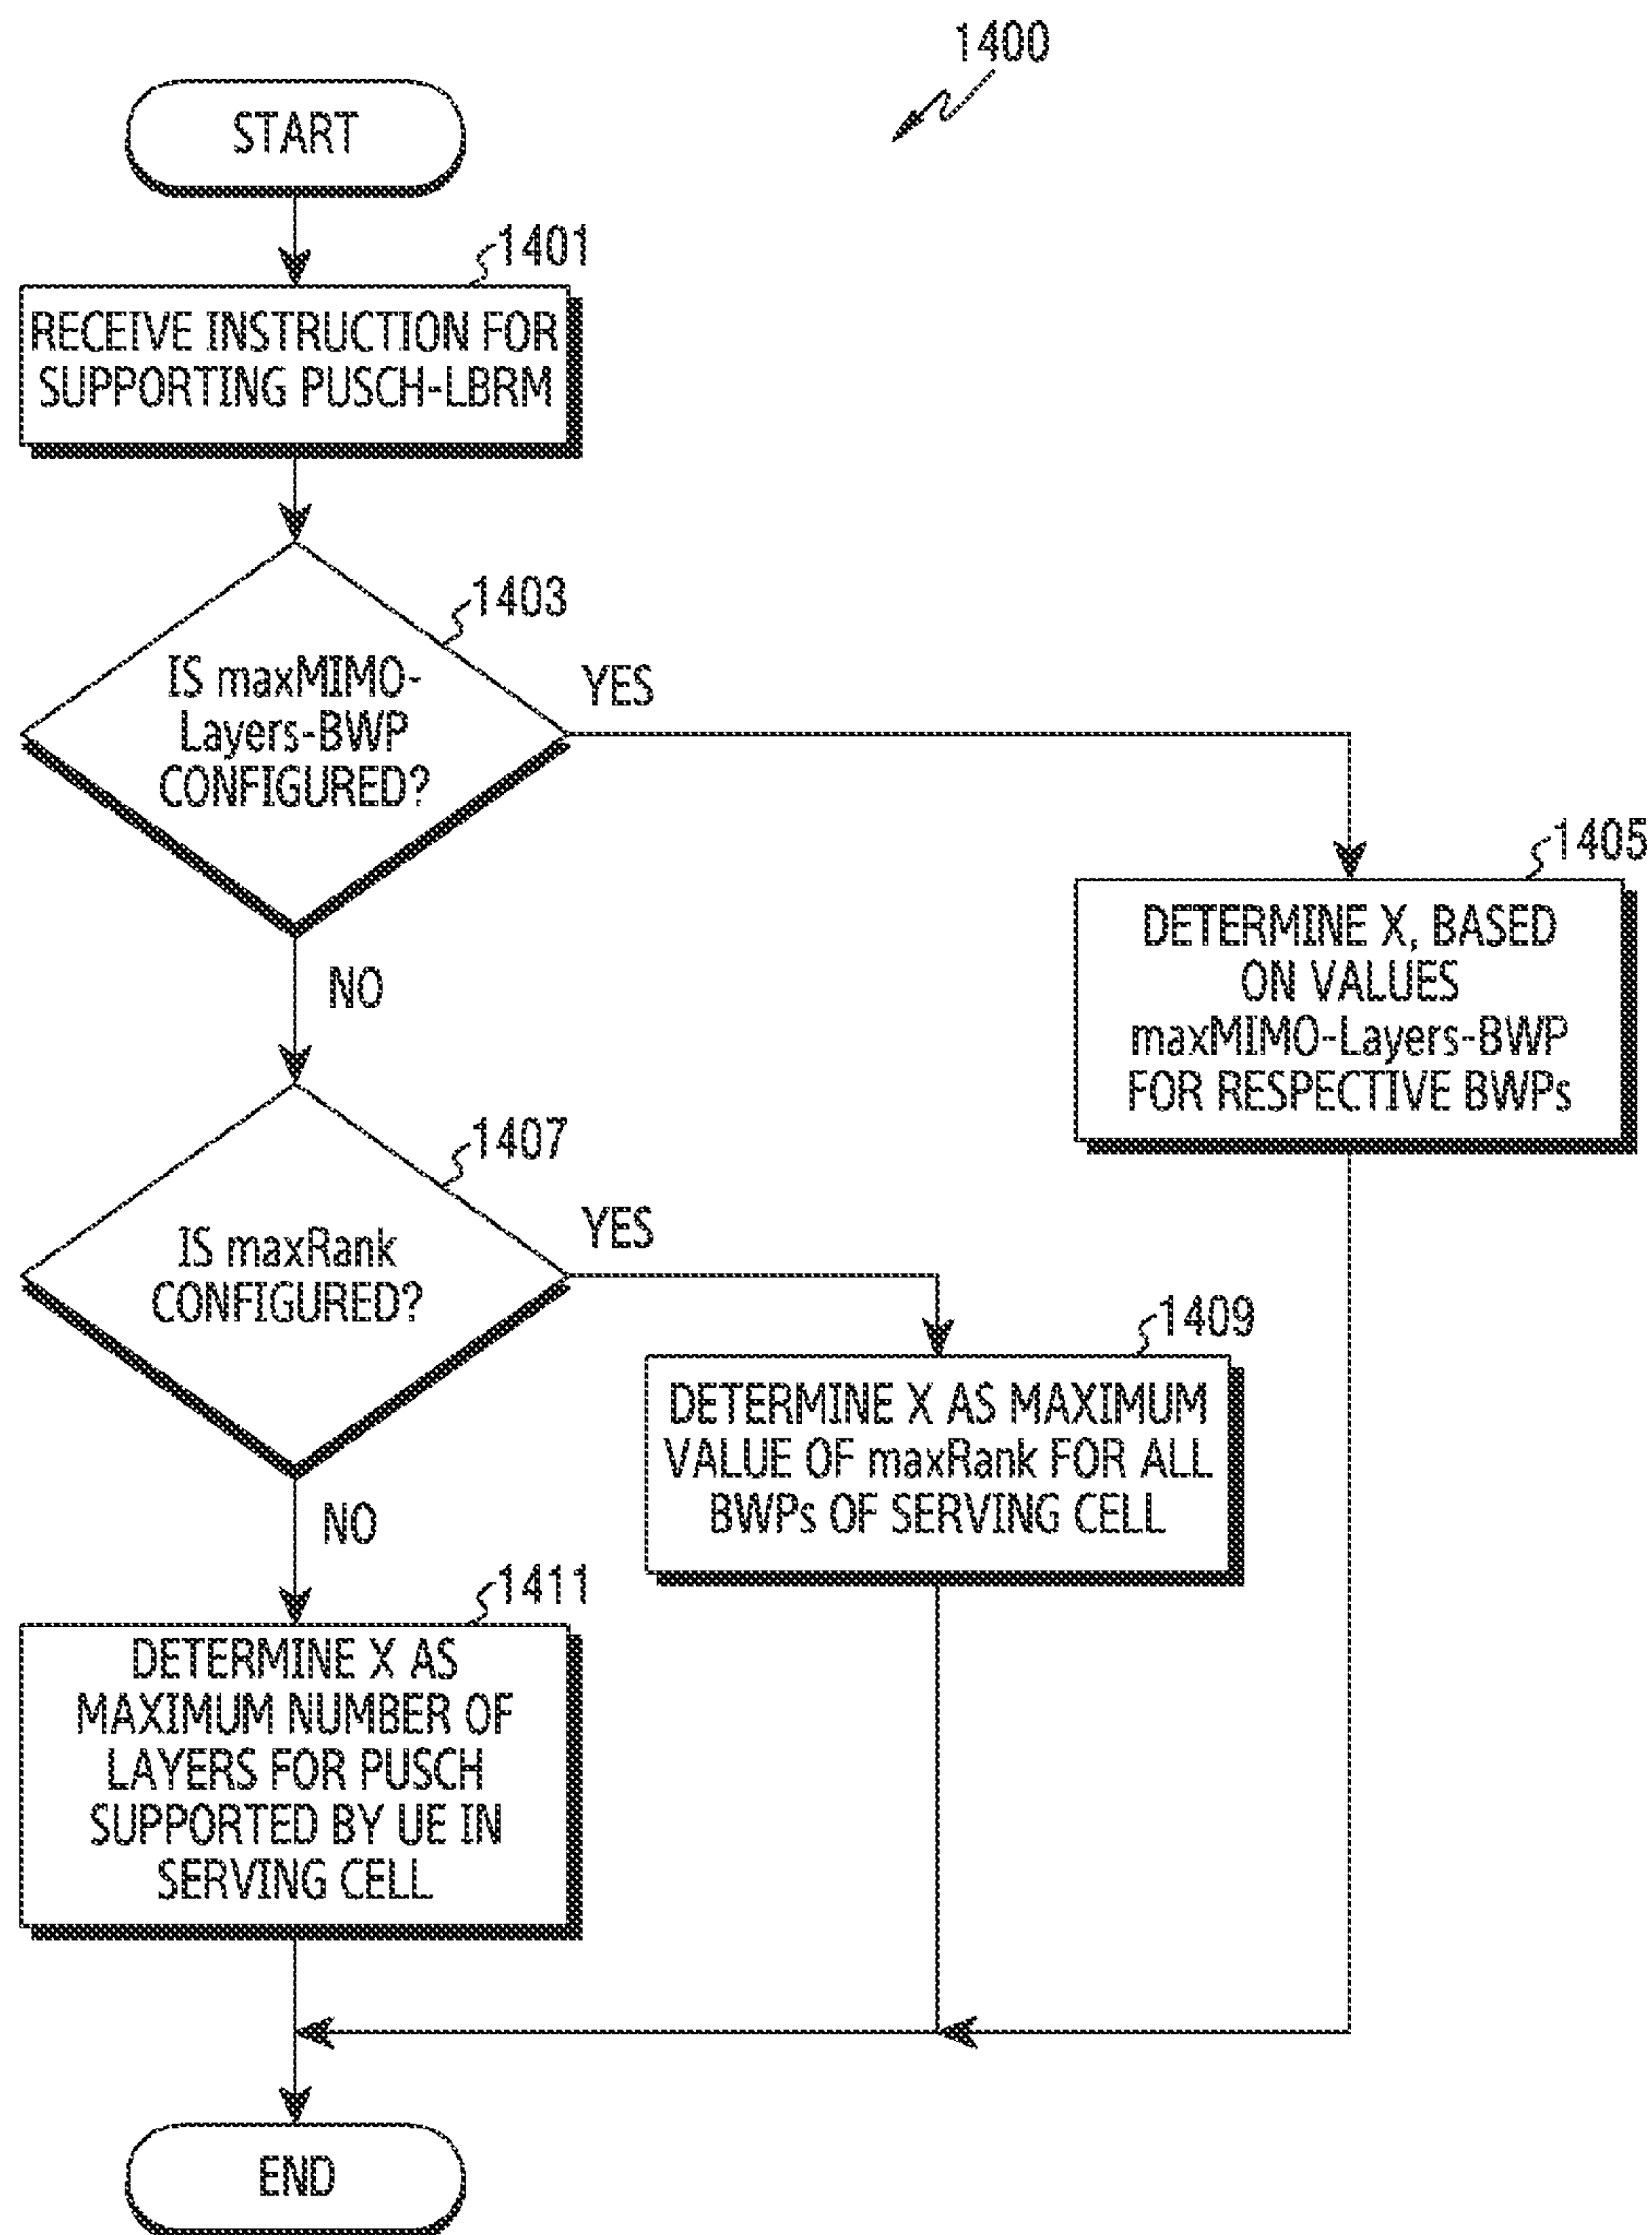 1400
START
1401
RECEIVE INSTRUCTION FOR
SUPPORTING PUSCH-LBRM
1403
IS maxMIMO-
Layers-BWP
CONFIGURED?
YES
NO
1405
DETERMINE X, BASED
ON VALUES
maxMIMO-Layers-BWP
FOR RESPECTIVE BWPs
1407
IS maxRank
CONFIGURED?
YES
NO
1409
DETERMINE X AS MAXIMUM
VALUE OF maxRank FOR ALL
BWPs OF SERVING CELL
1411
DETERMINE X AS
MAXIMUM NUMBER OF
LAYERS FOR PUSCH
SUPPORTED BY UE IN
SERVING CELL
END